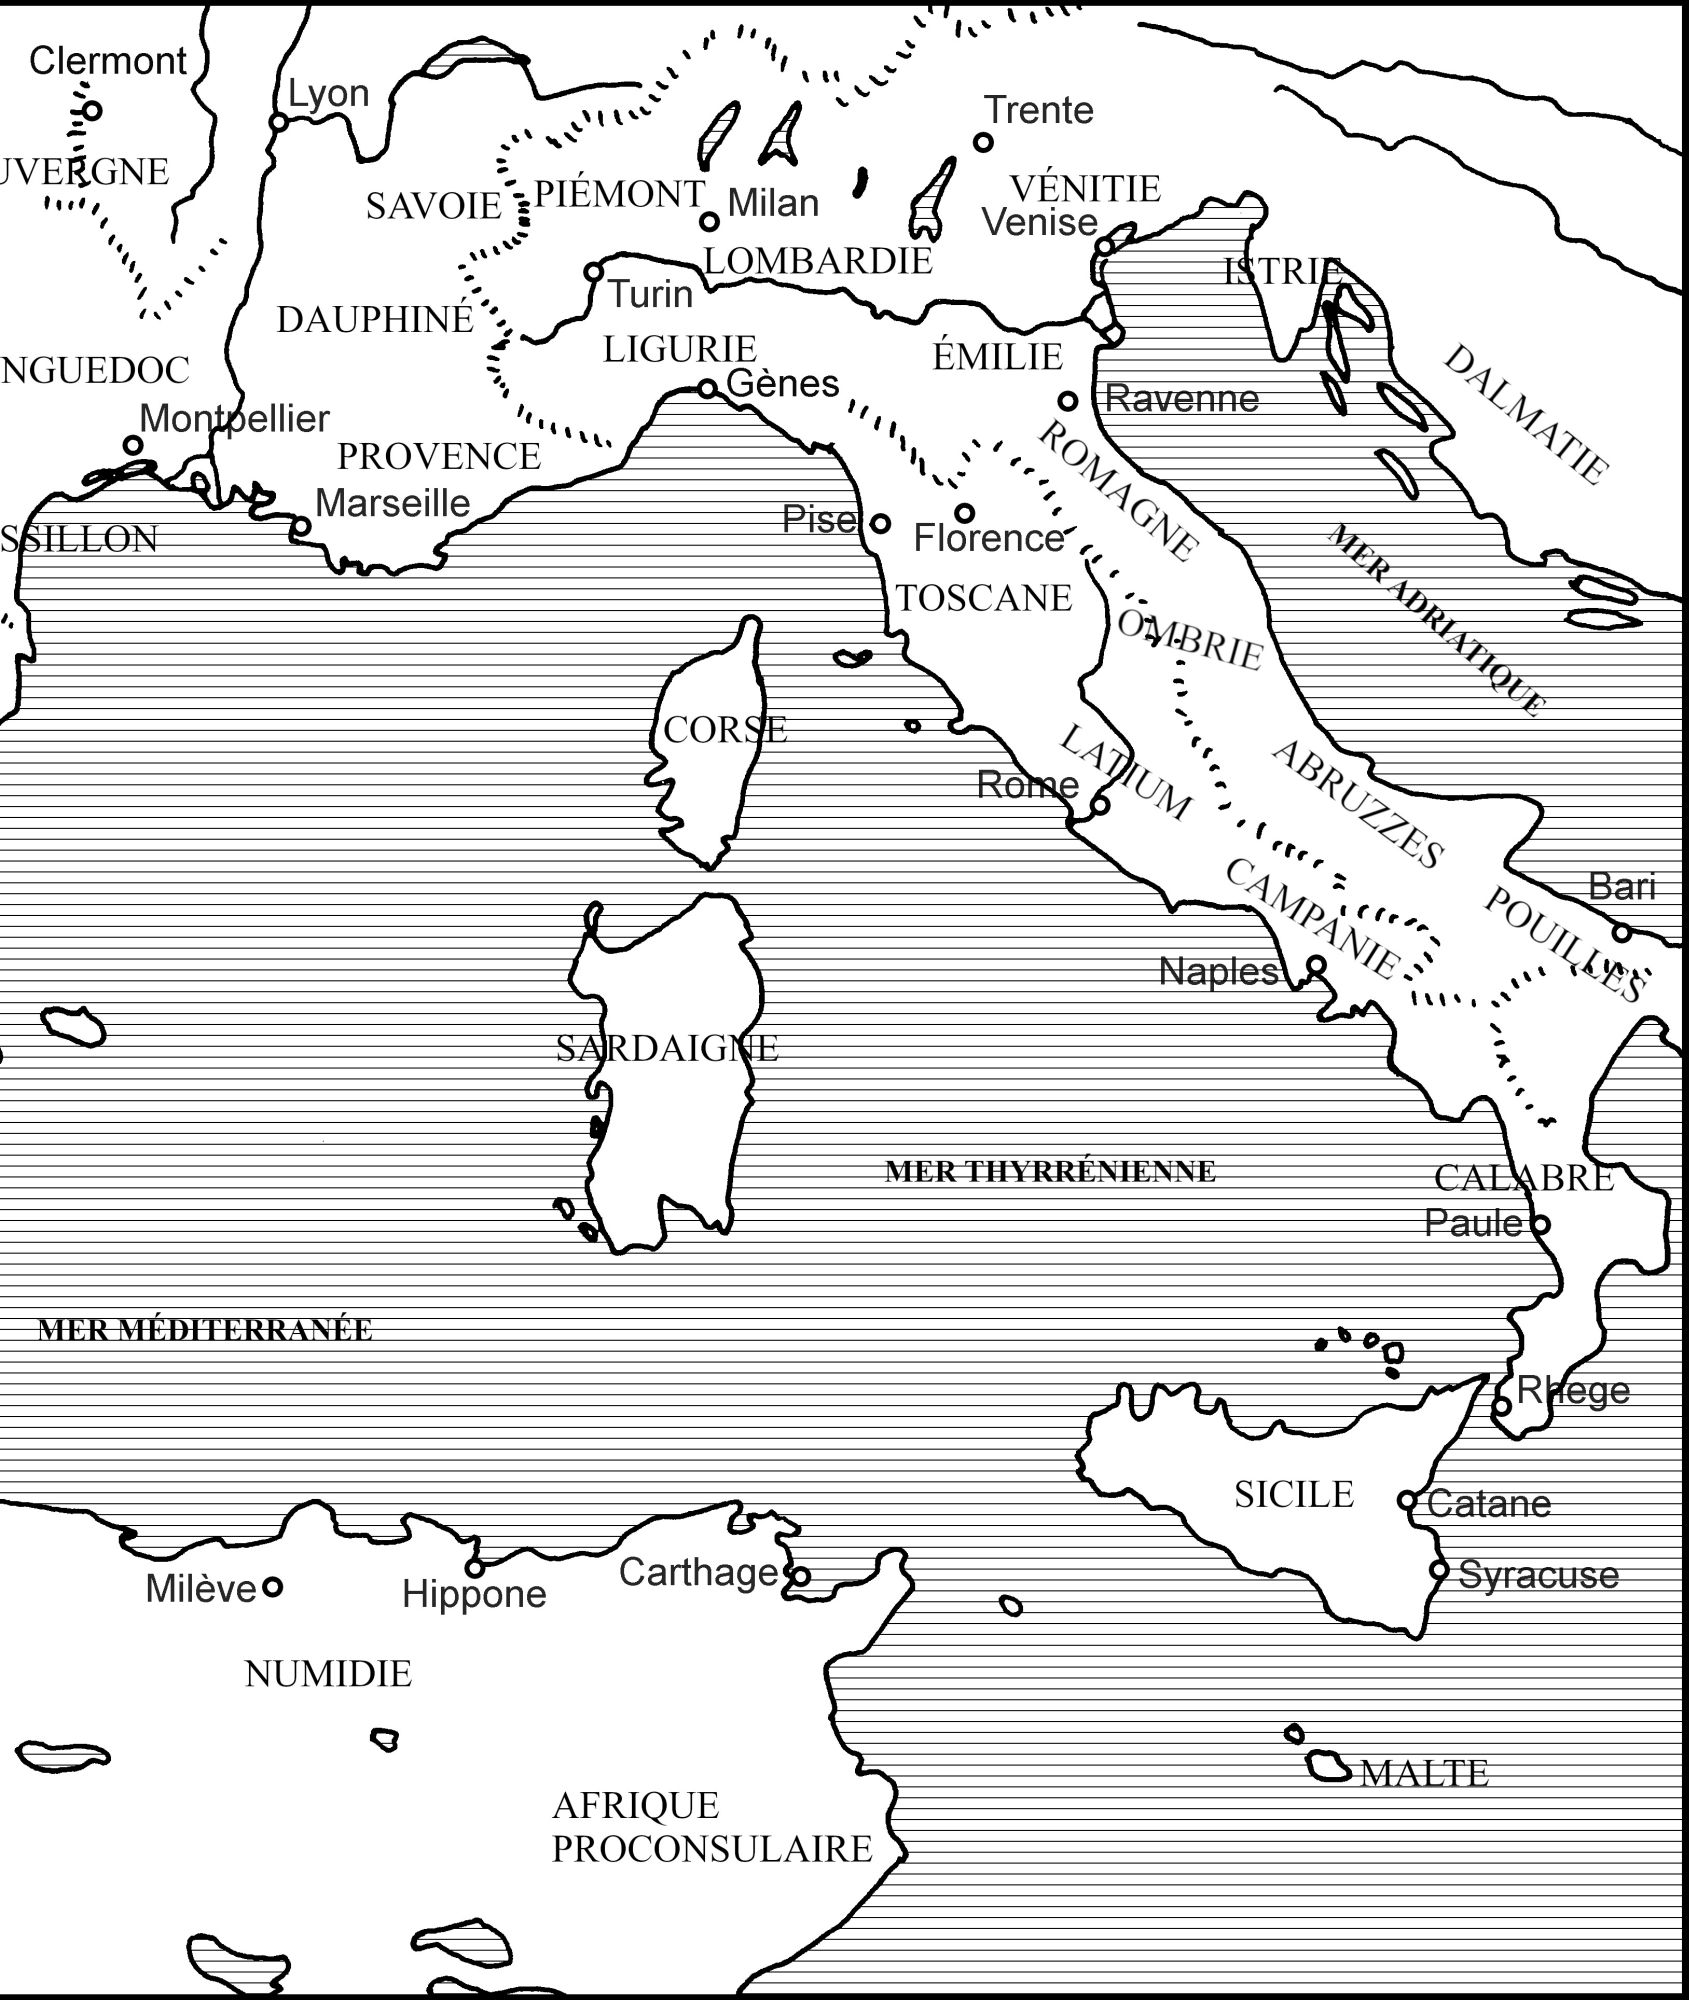 Clermont
Lyon
Trente
UVERGNE
SAVOIE
PIÉMONT
Milan
VÉNITIE
Venise
LOMBARDIE
ISTRIE
Turin
DAUPHINÉ
LIGURIE
ÉMILIE
NGUEDOC
Gènes
Ravenne
DALMATIE
Montpellier
PROVENCE
ROMAGNE
Marseille
Pise
Florence
SSILLON
MER ADRIATIQUE
TOSCANE
OMBRIE
CORSE
LATIUM
Rome
ABRUZZES
CAMPANIE
Bari
POUILLES
Naples
SARDAIGNE
MER THYRRÉNIENNE
CALABRE
Paule
MER MÉDITERRANÉE
Rhege
SICILE
Catane
Carthage
Syracuse
Milève
Hippone
NUMIDIE
MALTE
AFRIQUE
PROCONSULAIRE